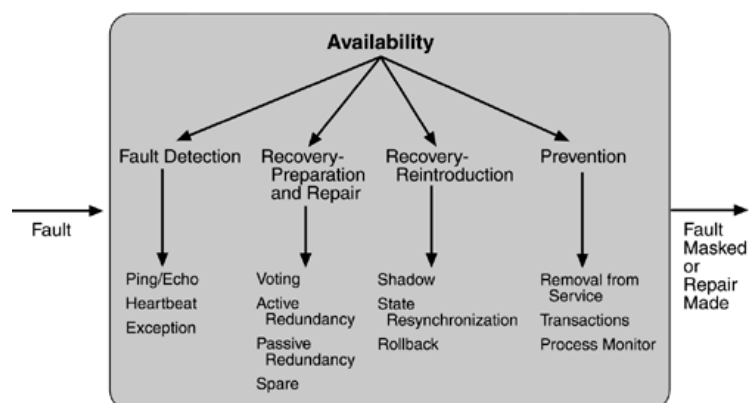 Availability
Fault Detection
Recovery-
Preparation
and Repair
Recovery-
Reintroduction
Prevention
Fault
Fault
Masked
or
Repair
Made
Ping/Echo
Heartbeat
Exception
Voting
Active
Redundancy
Passive
Redundancy
Spare
Shadow
State
Resynchronization
Rollback
Removal from
Service
Transactions
Process Monitor